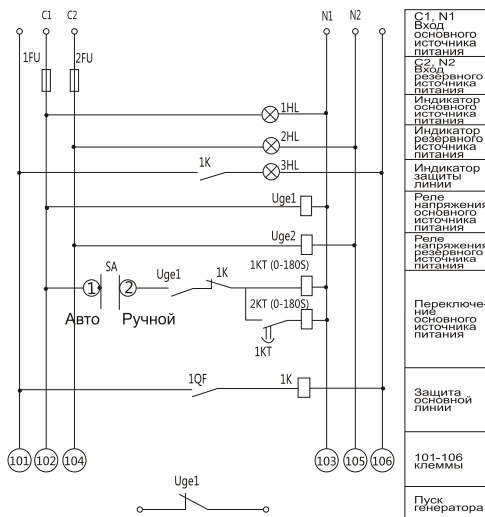 C1 C2 N1 N2
1FU 2FU
1HL
2HL
1K 3HL
Uge1
Uge2
SA Uge1 1K 1KT (0-180S)
1 2
2KT (0-180S)
Авто Ручной
1KT
1QF 1K
101 102 104 103 105 106
Uge1
C1, N1
Вход
основного
источника
питания
C2, N2
Вход
резервного
источника
питания
Индикатор
основного
источника
питания
Индикатор
резервного
источника
питания
Индикатор
защиты
линии
Реле
напряжения
основного
источника
питания
Реле
напряжения
резервного
источника
питания
Переключе-
ние
основного
источника
питания
Защита
основной
линии
101-106
клеммы
Пуск
генератора